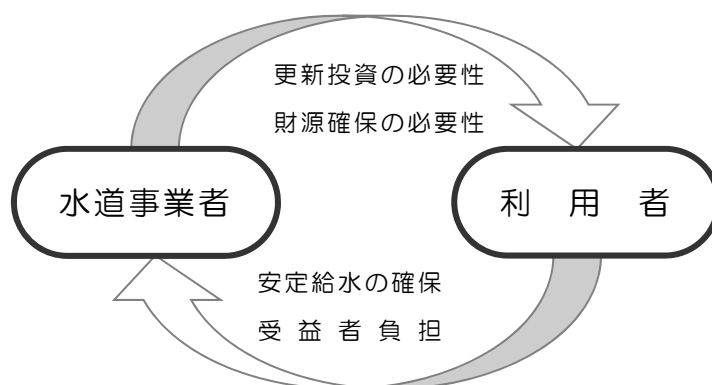 更新投資の必要性
財源確保の必要性
水道事業者
利用者
安定給水の確保
受益者負担